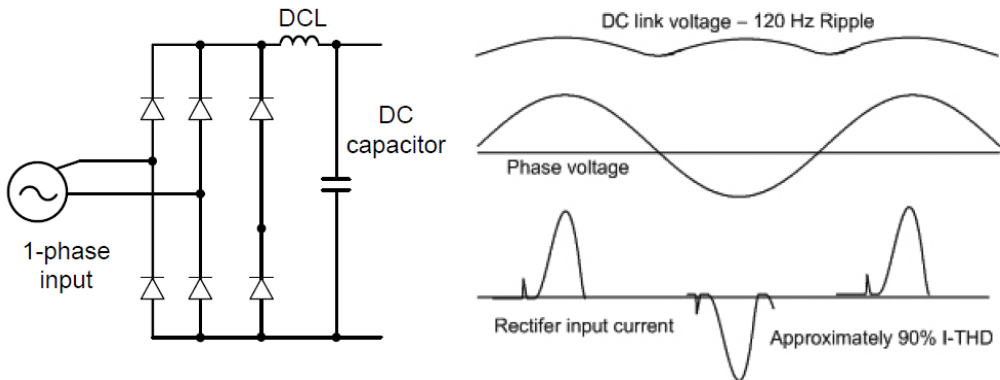 DCL
DC
capacitor
1-phase
input
DC link voltage – 120 Hz Ripple
Phase voltage
Rectifer input current
Approximately 90% I-THD